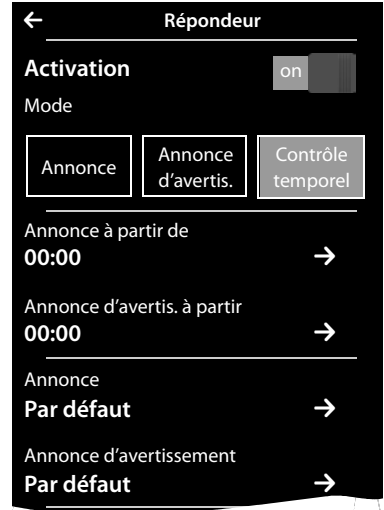 Répondeur
Activation
on
Mode
Annonce
Annonce d'avertis.
Contrôle temporel
Annonce à partir de
00:00
Annonce d'avertis. à partir
00:00
Annonce
Par défaut
Annonce d'avertissement
Par défaut